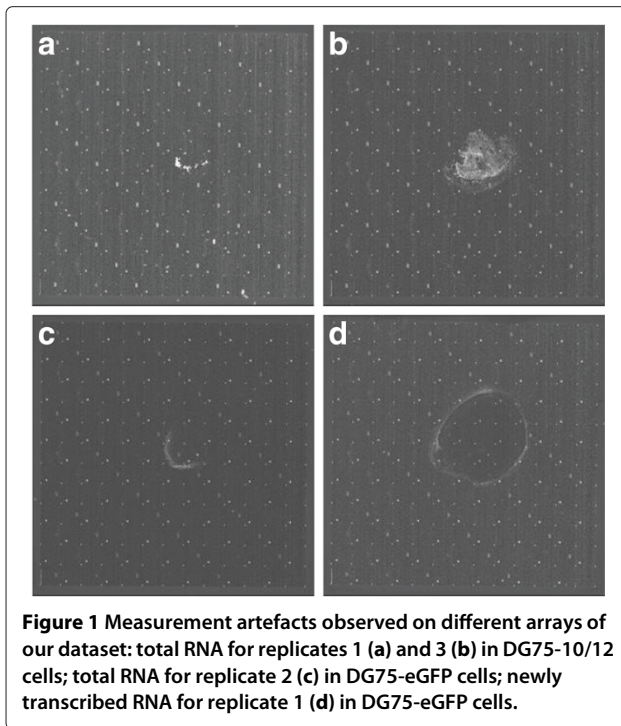 a
b
c
d
Figure 1 Measurement artefacts observed on different arrays of
our dataset: total RNA for replicates 1 (a) and 3 (b) in DG75-10/12
cells; total RNA for replicate 2 (c) in DG75-eGFP cells; newly
transcribed RNA for replicate 1 (d) in DG75-eGFP cells.